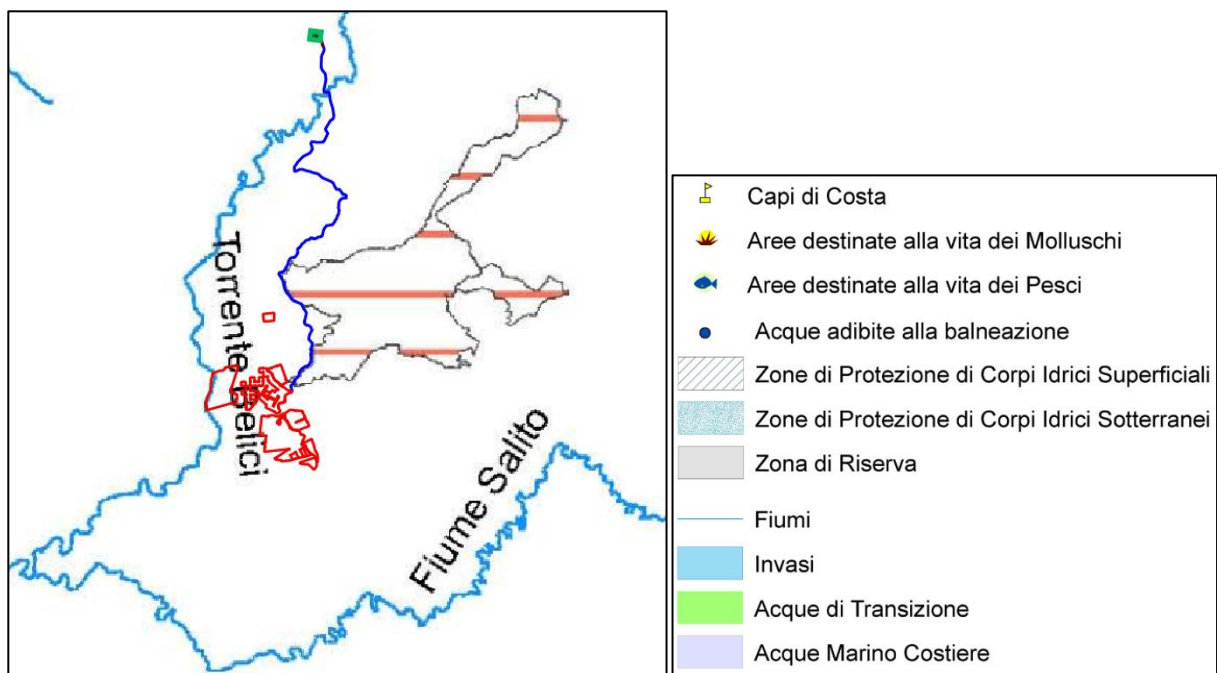 Torrente Belici
Fiume Salito
Capi di Costa
Aree destinate alla vita dei Molluschi
Aree destinate alla vita dei Pesci
Acque adibite alla balneazione
Zone di Protezione di Corpi Idrici Superficiali
Zone di Protezione di Corpi Idrici Sotterranei
Zona di Riserva
Fiumi
Invasi
Acque di Transizione
Acque Marino Costiere